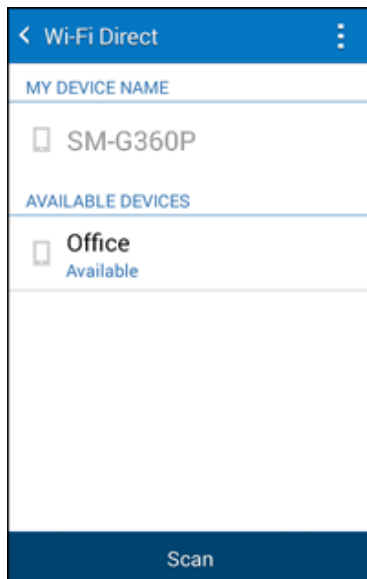 Wi-Fi Direct
MY DEVICE NAME
SM-G360P
AVAILABLE DEVICES
Office
Available
Scan